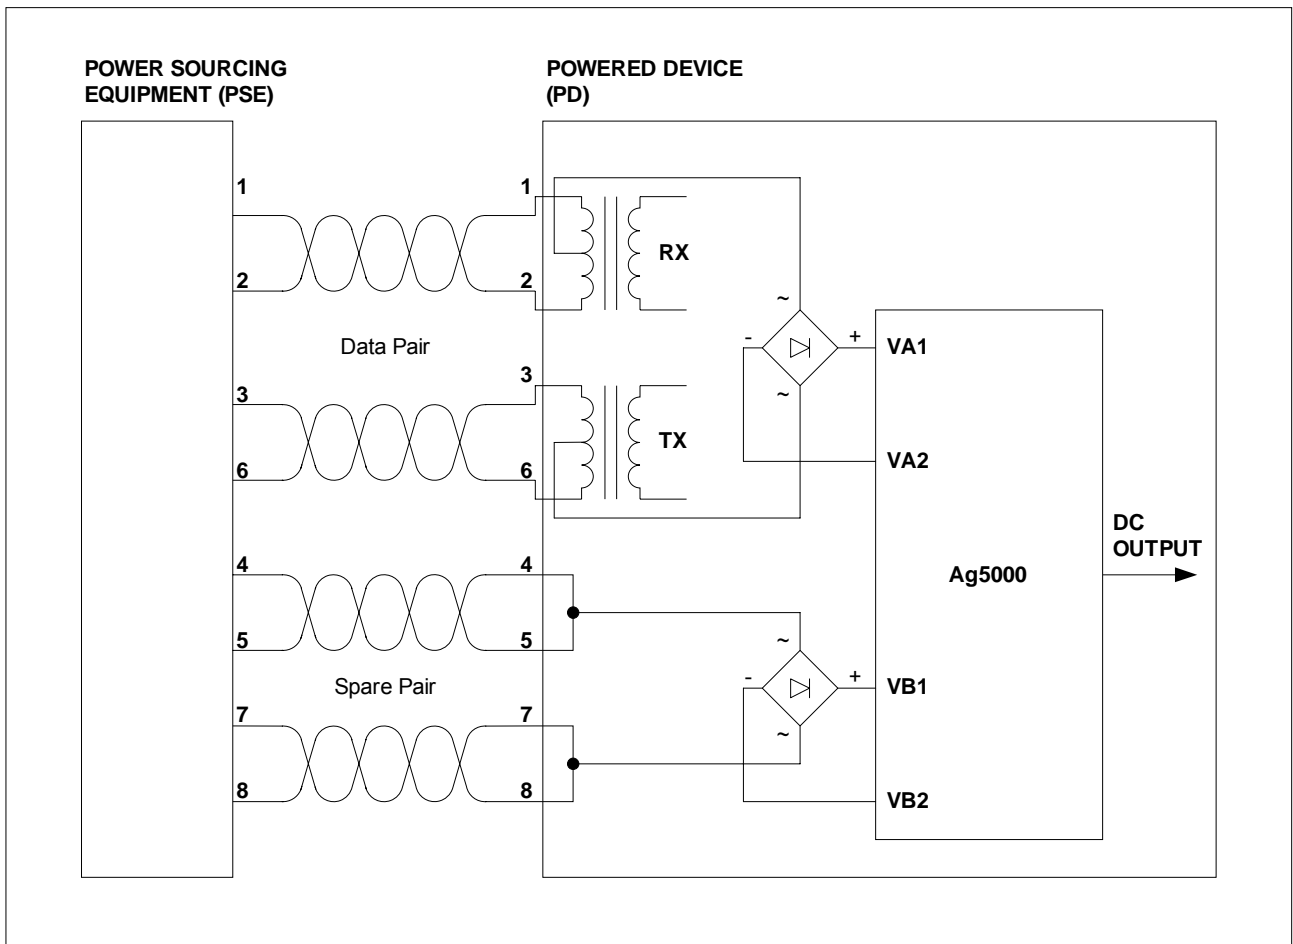 POWER SOURCING
EQUIPMENT (PSE)
POWERED DEVICE
(PD)
1
1
RX
2
2
~
Data Pair
-
+
VA1
3
3
~
TX
VA2
6
6
DC
OUTPUT
4
4
Ag5000
5
5
~
Spare Pair
-
+
VB1
7
7
~
8
8
VB2